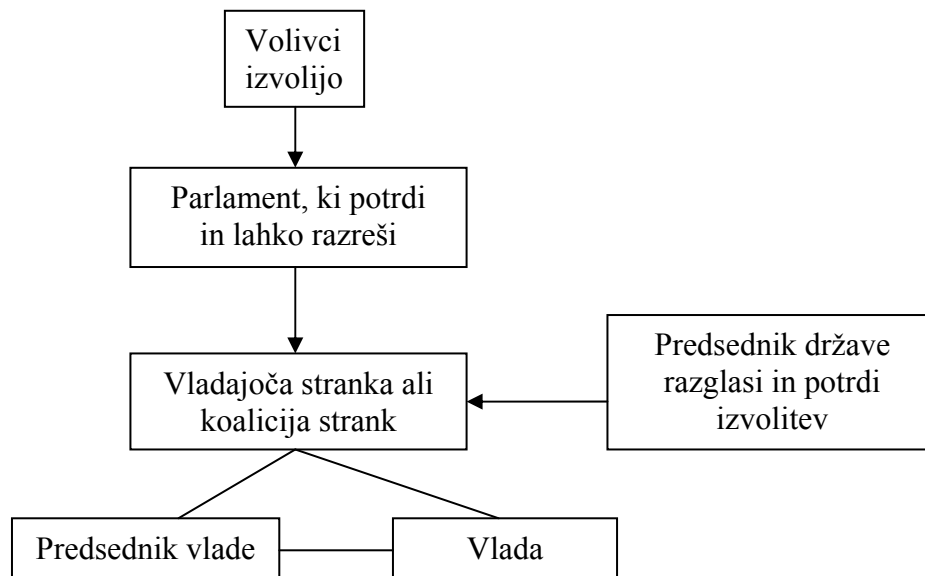 Volivci
izvolijo
Parlament, ki potrdi
in lahko razreši
Predsednik države
razglasi in potrdi
izvolitev
Vladajoča stranka ali
koalicija strank
Predsednik vlade
Vlada